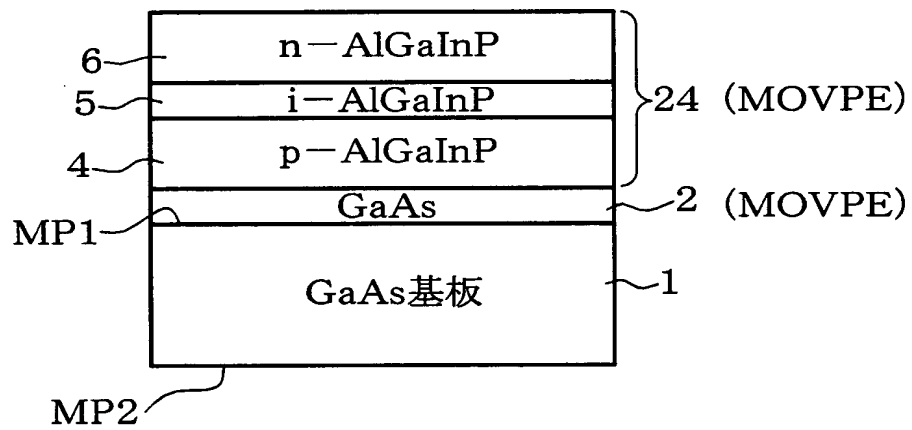 6 n－AlGaInP
5 i－AlGaInP 24 (MOVPE)
4 p－AlGaInP
GaAs 2 (MOVPE)
MP1
GaAs基板 1
MP2